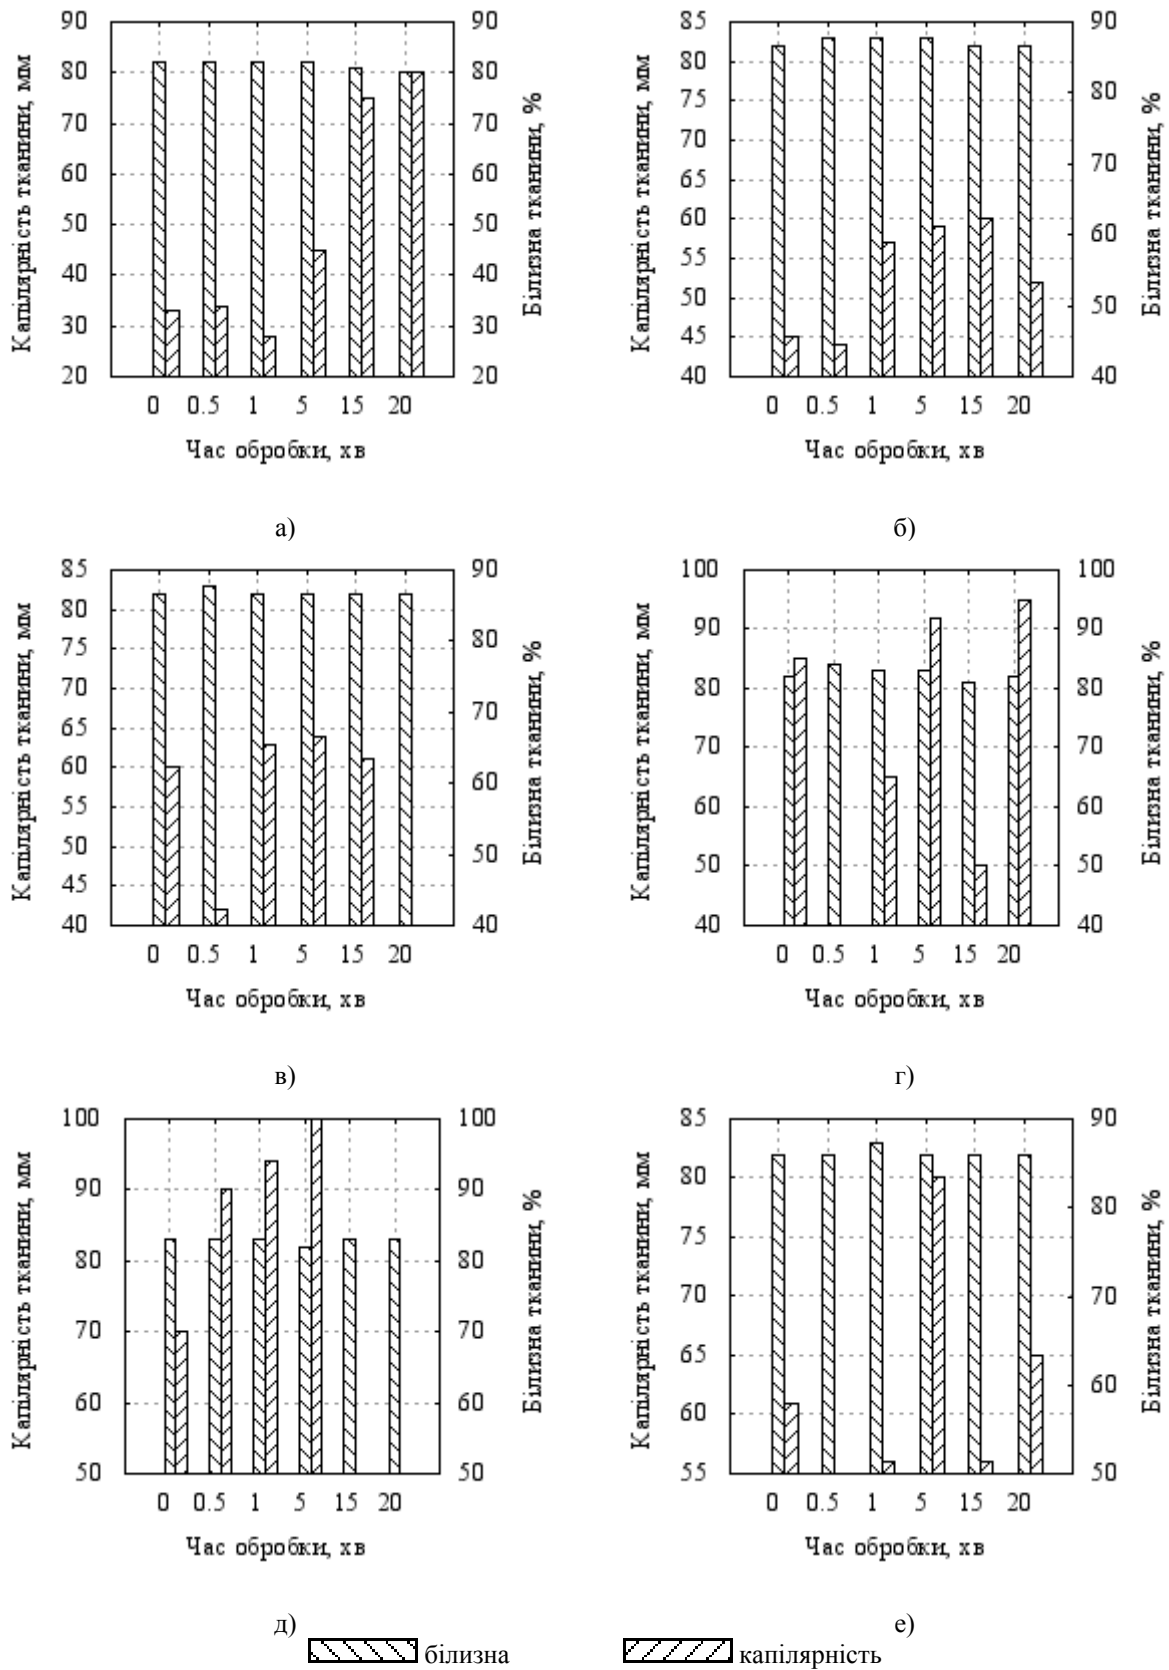 90
80
70
60
50
40
30
20
Капілярність тканини, мм
90
80
70
60
50
40
30
20
Білизна тканини, %
0 0.5 1 5 15 20
Час обробки, хв
а)
85
80
75
70
65
60
55
50
45
40
Капілярність тканини, мм
90
80
70
60
50
40
Білизна тканини, %
0 0.5 1 5 15 20
Час обробки, хв
б)
85
80
75
70
65
60
55
50
45
40
Капілярність тканини, мм
90
80
70
60
50
40
Білизна тканини, %
0 0.5 1 5 15 20
Час обробки, хв
в)
100
90
80
70
60
50
40
Капілярність тканини, мм
100
90
80
70
60
50
40
Білизна тканини, %
0 0.5 1 5 15 20
Час обробки, хв
г)
100
90
80
70
60
50
Капілярність тканини, мм
100
90
80
70
60
50
Білизна тканини, %
0 0.5 1 5 15 20
Час обробки, хв
д)
85
80
75
70
65
60
55
Капілярність тканини, мм
90
80
70
60
50
Білизна тканини, %
0 0.5 1 5 15 20
Час обробки, хв
е)
білизна
капілярність